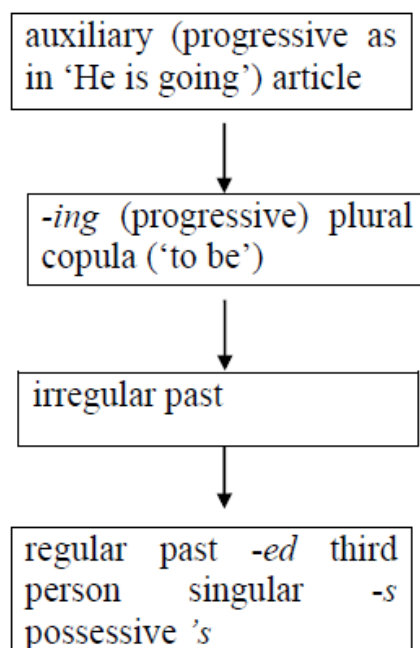 auxiliary (progressive as
in ‘He is going’) article
-ing (progressive) plural
copula (‘to be’)
irregular past
regular past -ed third
person singular -s
possessive ’s